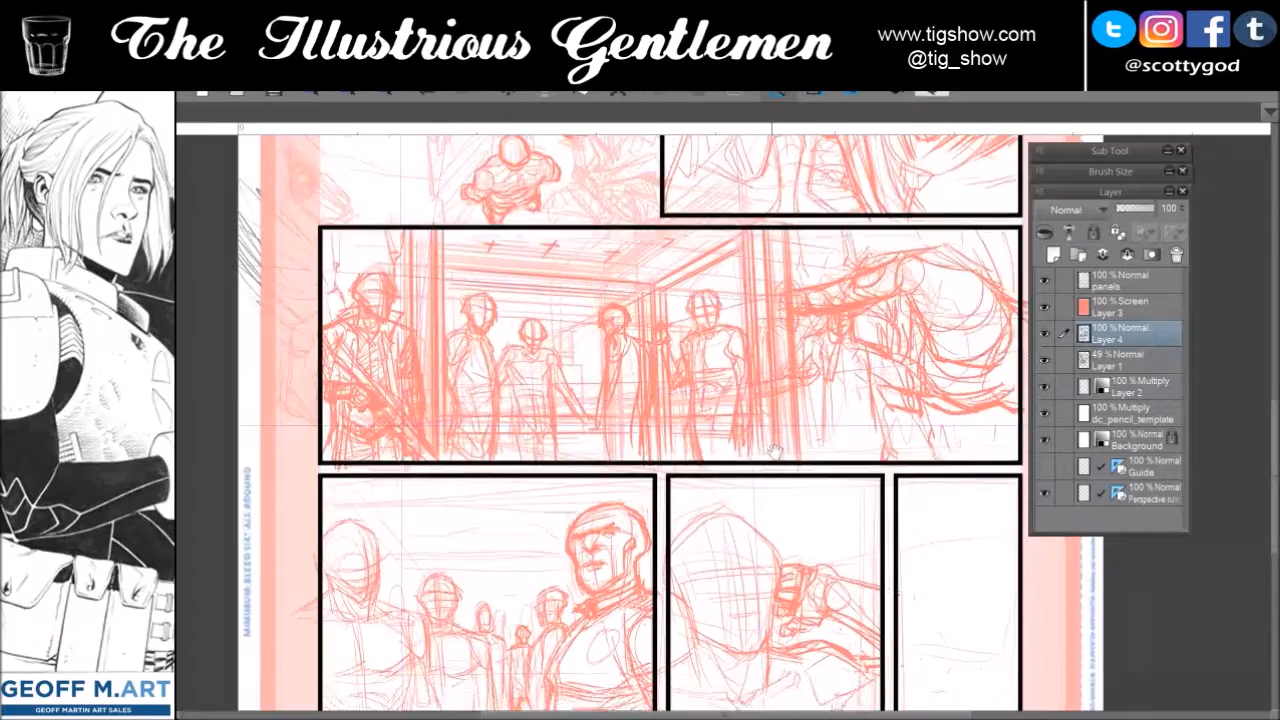 The Illustrious Gentlemen
www.tigshow.com
@tig_show
@scottygod
0
Sub Tool
Brush Size
Layer
Normal 100
100 %Normal
panels
100 %Screen
Layer 3
100 %Normal
Layer 4
49 %Normal
Layer 1
100 %Multiply
Layer 2
100 %Multiply
dc_pencil_template
100 %Normal
Background
100 %Normal
Guide
100 %Normal
Perspective rul
GEOFF M.ART
GEOFF MARTIN ART SALES